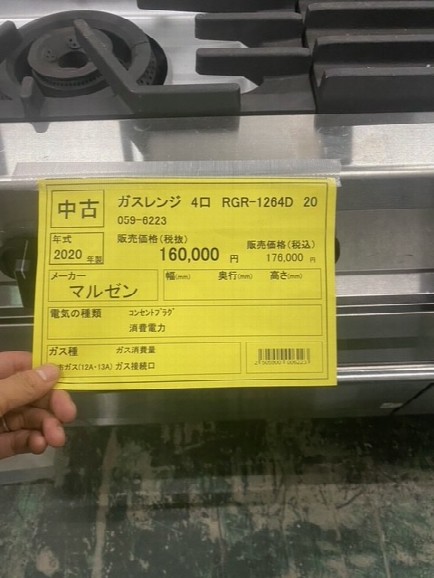 中古
ガスレンジ 4口 RGR-1264D 20
059-6223
年式
2020 年製
販売価格(税抜)
160,000 円
販売価格(税込)
176,000 円
メーカー
マルゼン
幅(mm) 奥行(mm) 高さ(mm)
電気の種類 コンセントプラグ
消費電力
ガス種 ガス消費量
ガス(12A・13A) ガス接続口